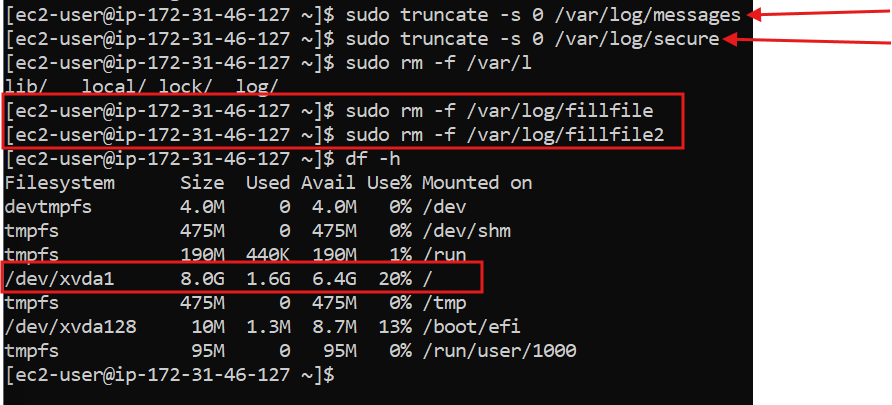 [ec2-user@ip-172-31-46-127 ~]$ sudo truncate -s 0 /var/log/messages
[ec2-user@ip-172-31-46-127 ~]$ sudo truncate -s 0 /var/log/secure
[ec2-user@ip-172-31-46-127 ~]$ sudo rm -f /var/l
lib/   local/ lock/  log/
[ec2-user@ip-172-31-46-127 ~]$ sudo rm -f /var/log/fillfile
[ec2-user@ip-172-31-46-127 ~]$ sudo rm -f /var/log/fillfile2
[ec2-user@ip-172-31-46-127 ~]$ df -h
Filesystem      Size  Used Avail Use% Mounted on
devtmpfs        4.0M     0  4.0M   0% /dev
tmpfs           475M     0  475M   0% /dev/shm
tmpfs           190M  440K  190M   1% /run
/dev/xvda1      8.0G  1.6G  6.4G  20% /
tmpfs           475M     0  475M   0% /tmp
/dev/xvda128     10M  1.3M  8.7M  13% /boot/efi
tmpfs            95M     0   95M   0% /run/user/1000
[ec2-user@ip-172-31-46-127 ~]$